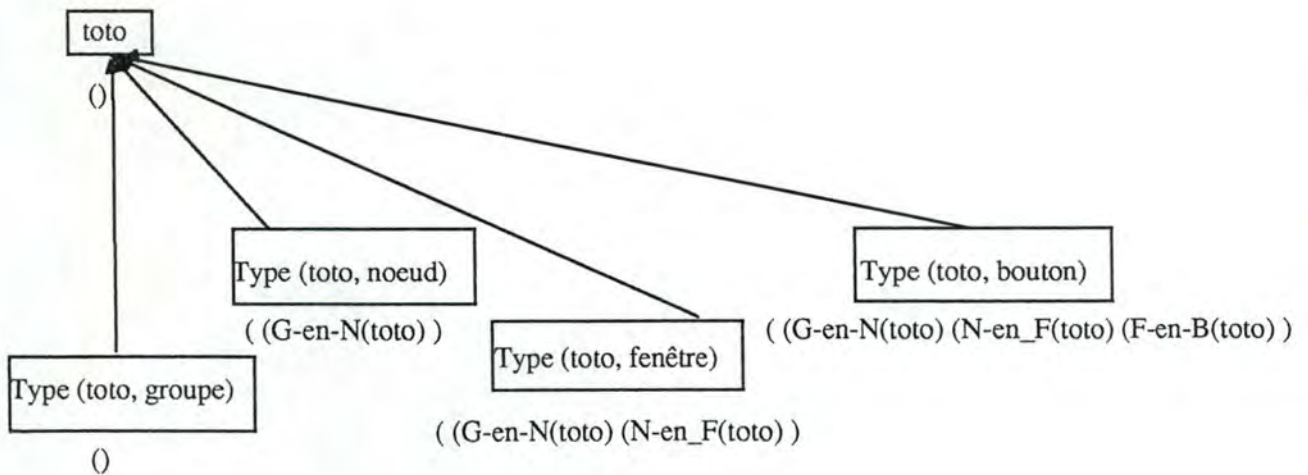 toto
()
Type (toto, noeud)
( (G-en-N(toto) )
Type (toto, bouton)
( (G-en-N(toto) (N-en_F(toto) (F-en-B(toto) )
Type (toto, fenêtre)
( (G-en-N(toto) (N-en_F(toto) )
Type (toto, groupe)
()